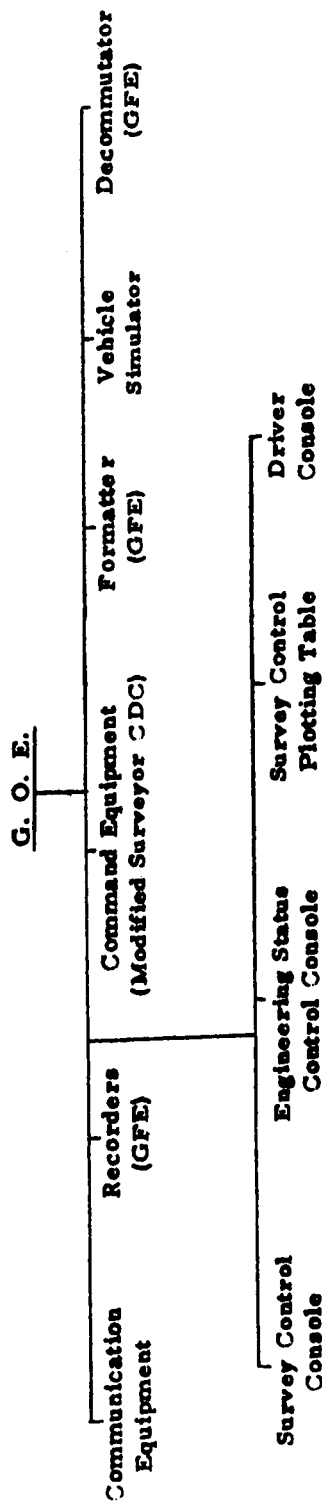 G. O. E.
Communication
Equipment
Recorders
(GFE)
Command Equipment
(Modified Surveyor CDC)
Formatter
(GFE)
Vehicle
Simulator
Decommutator
(GFE)
Survey Control
Console
Engineering Status
Control Console
Survey Control
Plotting Table
Driver
Console